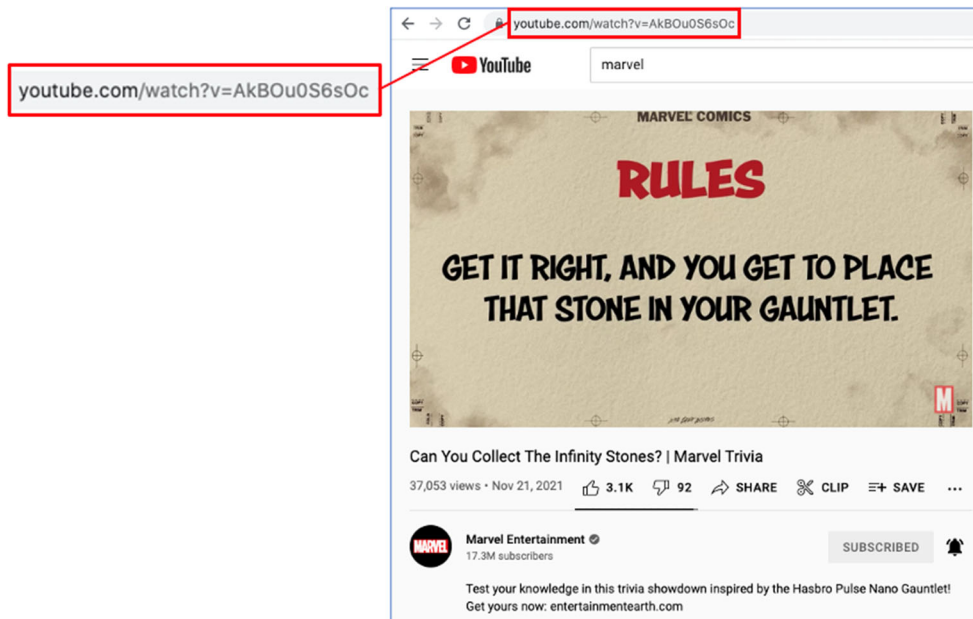 youtube.com/watch?v=AkBOu0S6sOc
youtube.com/watch?v=AkBOu0S6sOc
YouTube
marvel
MARVEL COMICS
RULES
GET IT RIGHT, AND YOU GET TO PLACE
THAT STONE IN YOUR GAUNTLET.
M
Can You Collect The Infinity Stones? | Marvel Trivia
37,053 views • Nov 21, 2021 3.1K 92 SHARE CLIP SAVE ...
MARVEL
Marvel Entertainment
17.3M subscribers
SUBSCRIBED
Test your knowledge in this trivia showdown inspired by the Hasbro Pulse Nano Gauntlet!
Get yours now: entertainmentearth.com